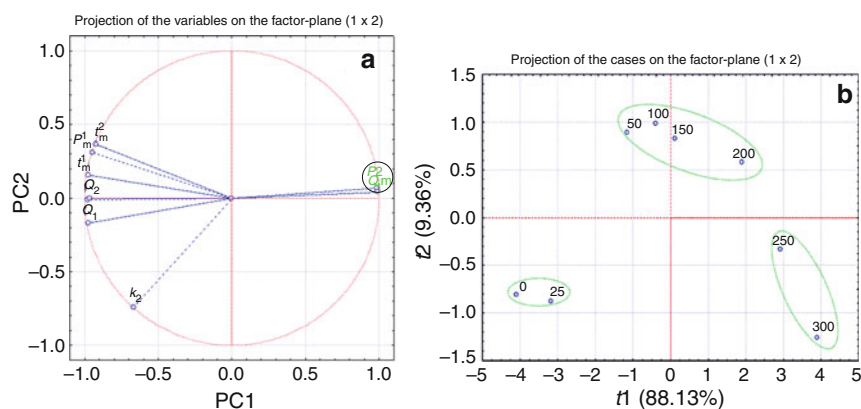 Projection of the variables on the factor-plane (1 x 2)
a
1.0
0.5
0.0
−0.5
−1.0
PC2
P¹m
t²m
t¹m
Q2
Q1
k2
P2
−1.0
−0.5
0.0
0.5
1.0
PC1
Projection of the cases on the factor-plane (1 x 2)
b
1.5
1.0
0.5
0.0
−0.5
−1.0
−1.5
t2 (9.36%)
50
100
150
200
250
300
0
25
−5
−4
−3
−2
−1
0
1
2
3
4
5
t1 (88.13%)